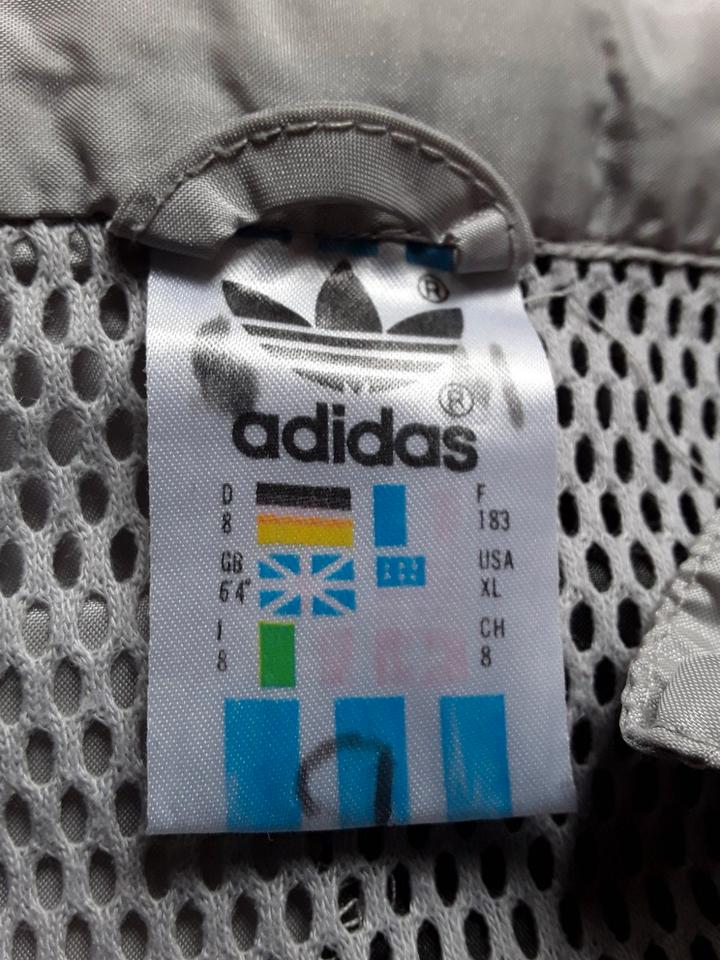 ®
®
adidas
D F
8 183
GB USA
6'4" XL
I CH
8 8